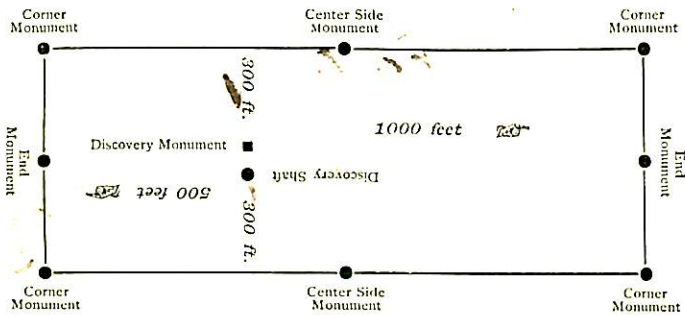 Corner
Monument
Center Side
Monument
Corner
Monument
300 ft.
1000 feet
Discovery Monument
End
Monument
End
Monument
Discovery Shaft
500 feet
300 ft.
Corner
Monument
Center Side
Monument
Corner
Monument